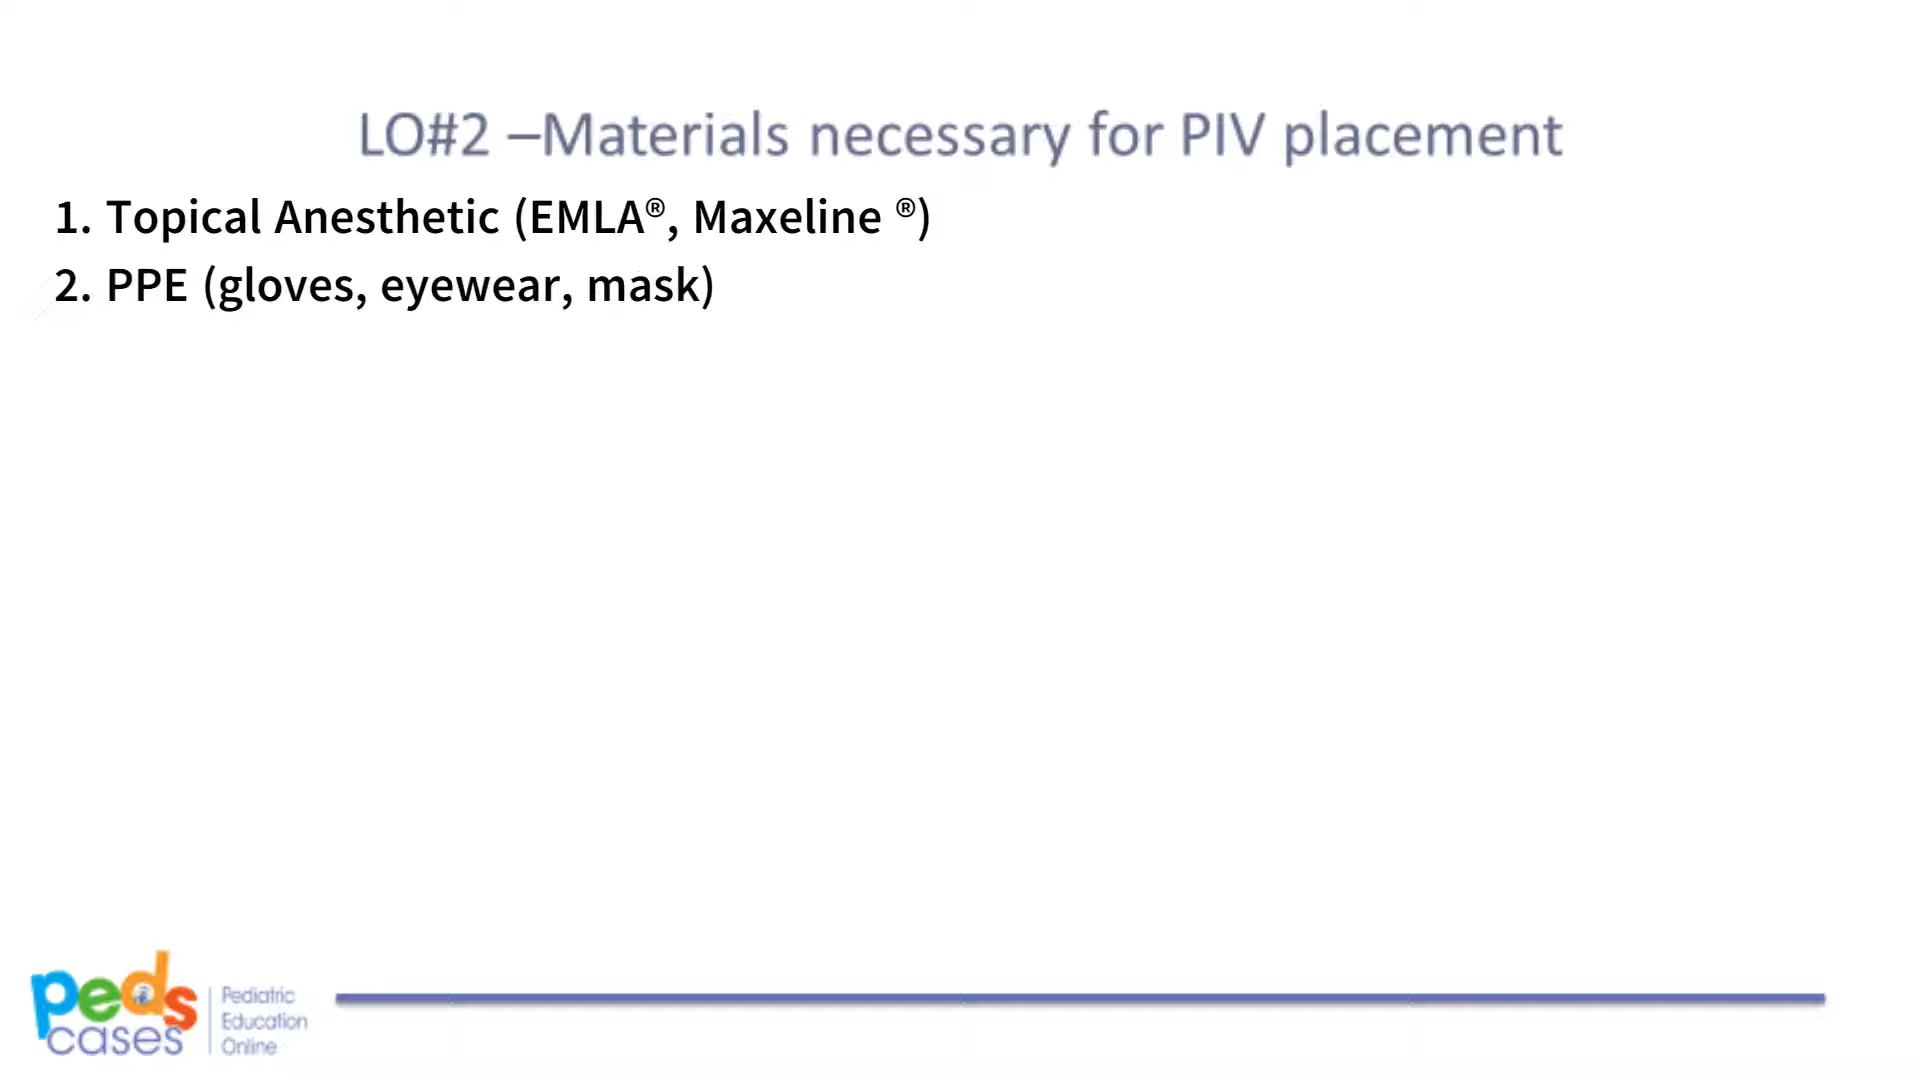 LO#2 –Materials necessary for PIV placement
1. Topical Anesthetic (EMLA®, Maxeline ®)
2. PPE (gloves, eyewear, mask)
peds
cases
Pediatric
Education
Online